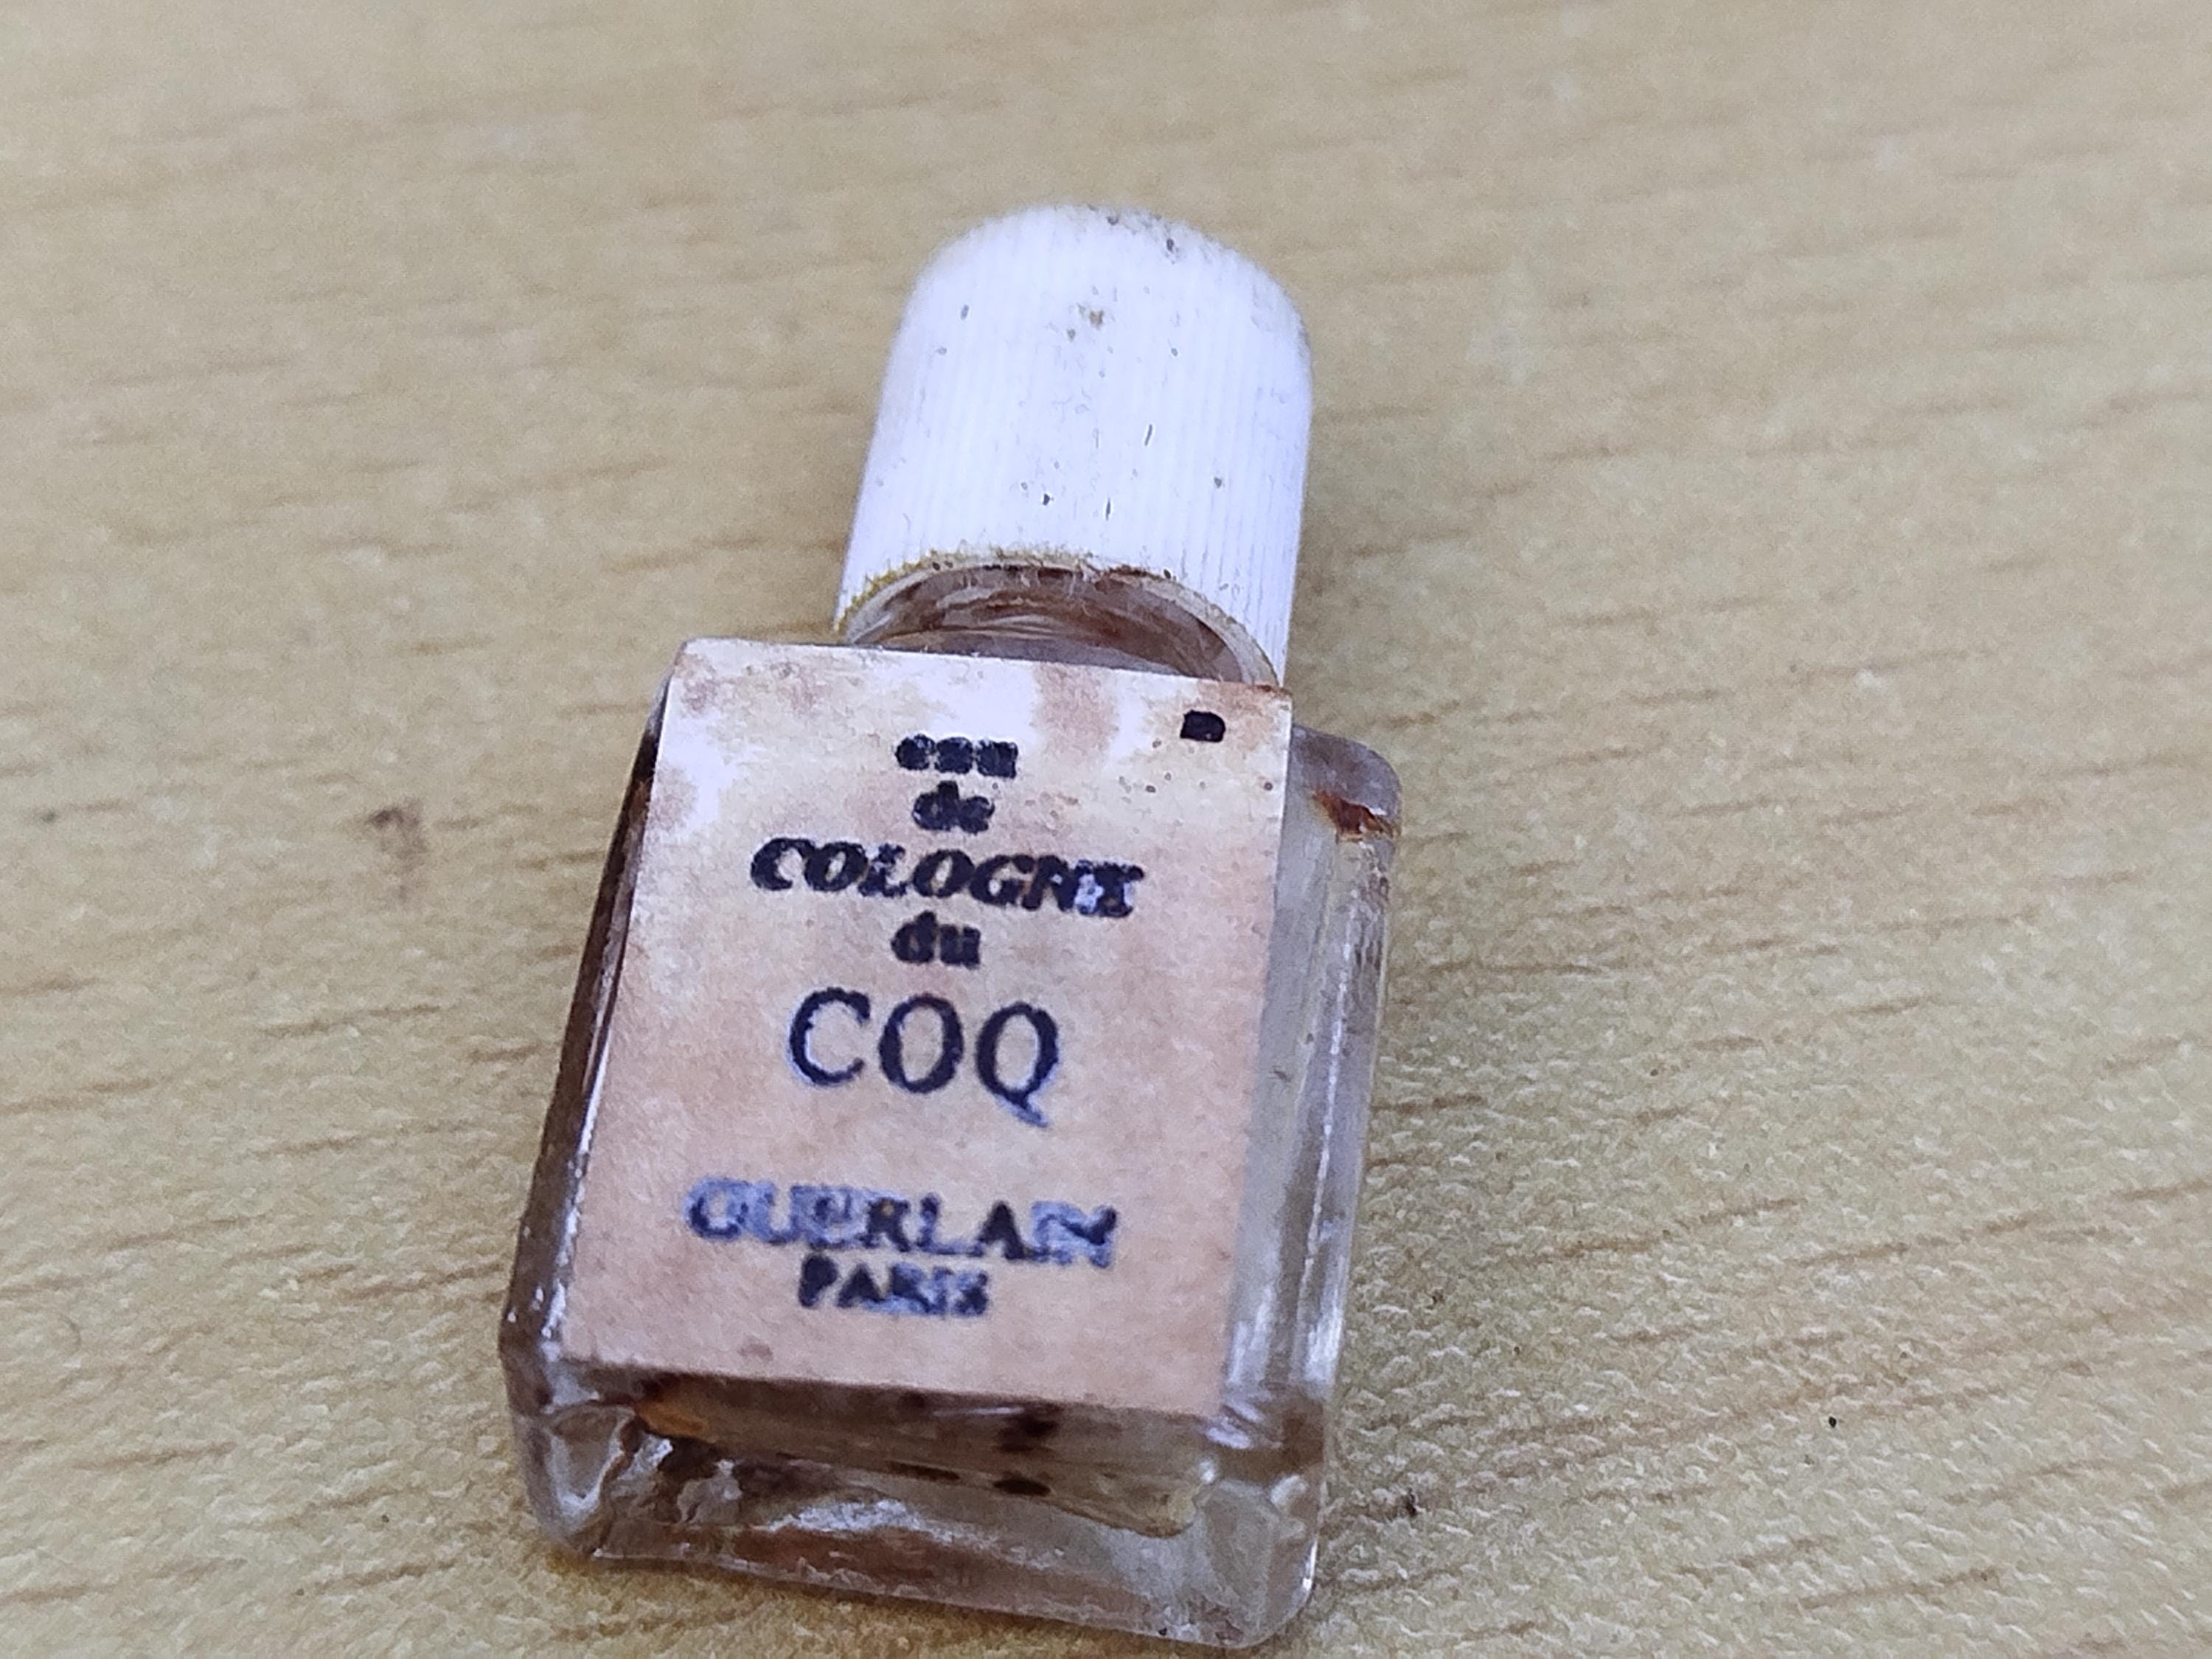 eau
de
COLOGNE
du
COQ
GUERLAIN
PARIS